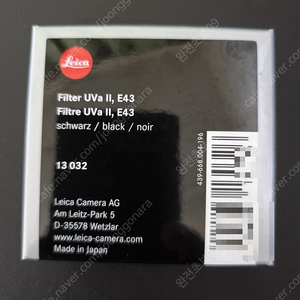 Leica
Filter UVa II, E43
Filtre UVa II, E43
schwarz / black / noir
13 032
Leica Camera AG
Am Leitz-Park 5
D-35578 Wetzlar
www.leica-camera.com
Made in Japan
439-668.004-196